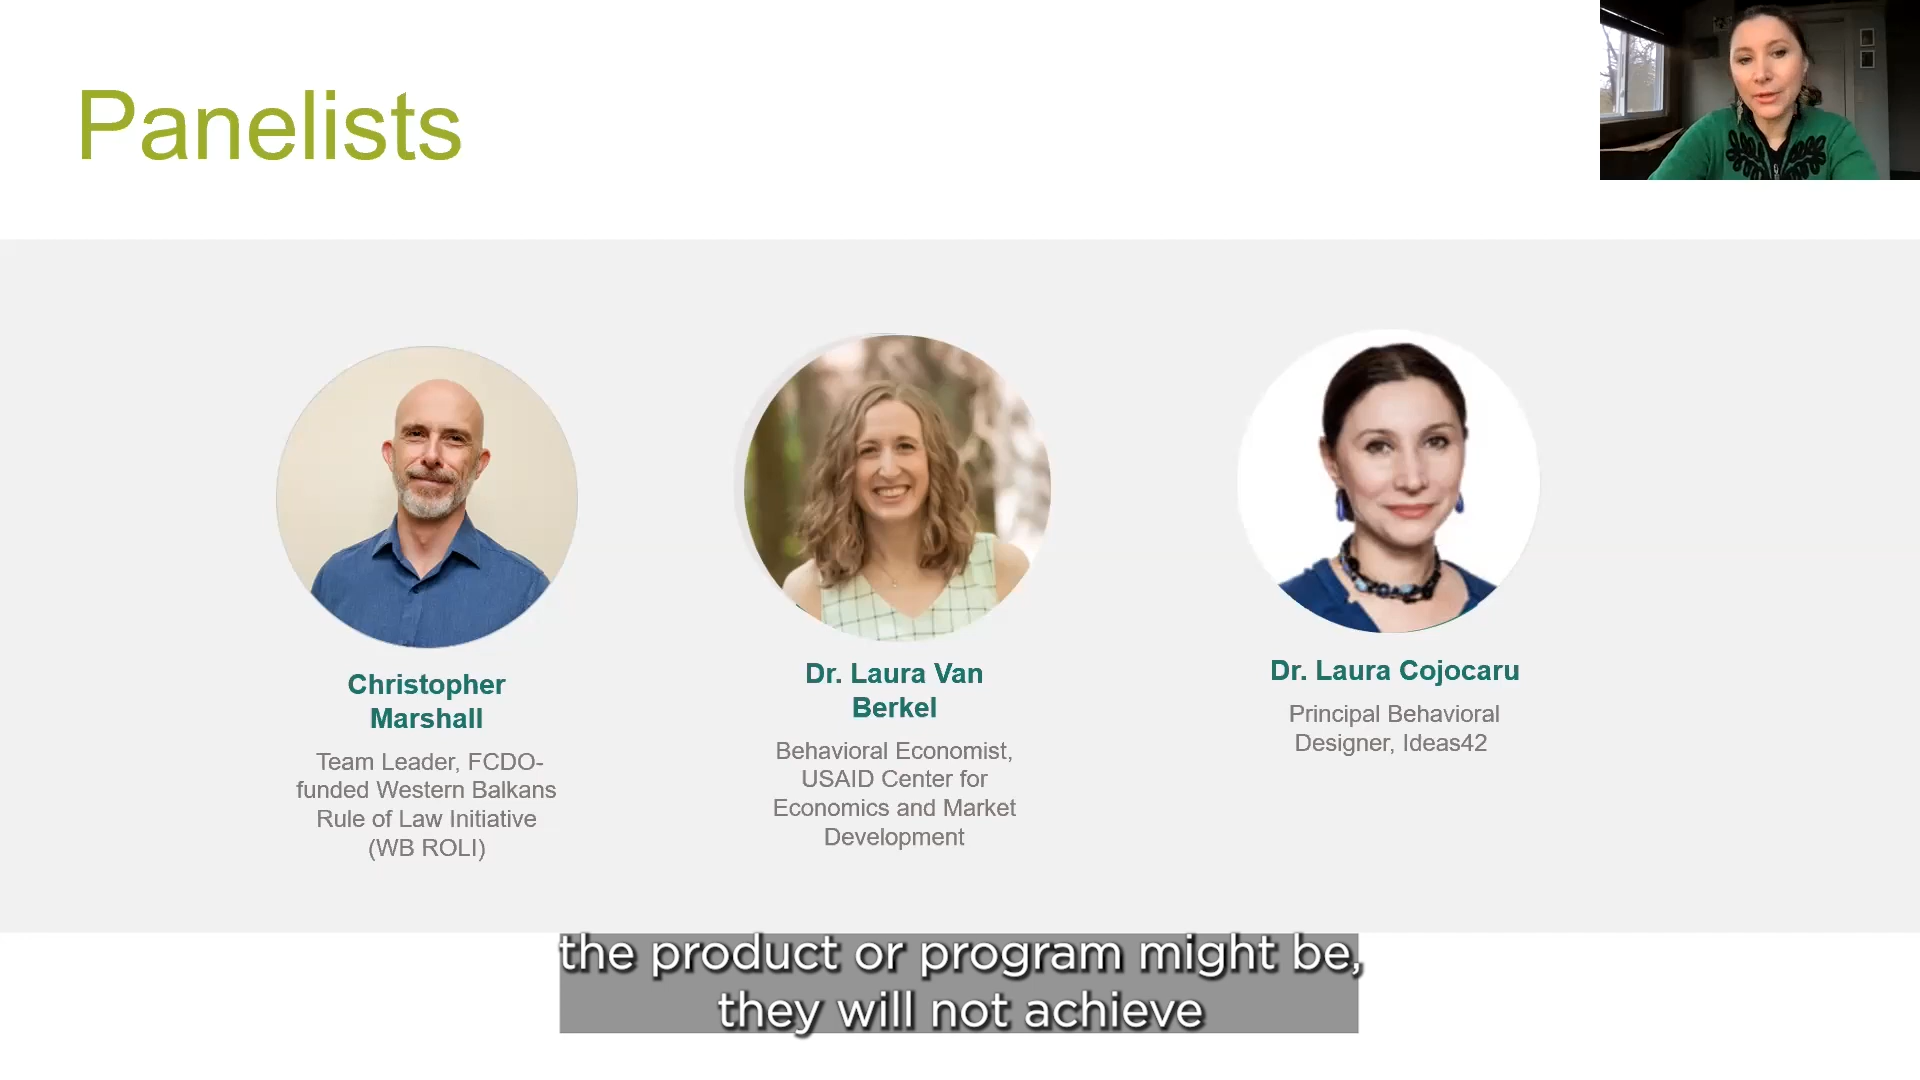 Panelists
Christopher
Marshall
Team Leader, FCDO-
funded Western Balkans
Rule of Law Initiative
(WB ROLI)
Dr. Laura Van
Berkel
Behavioral Economist,
USAID Center for
Economics and Market
Development
Dr. Laura Cojocaru
Principal Behavioral
Designer, Ideas42
the product or program might be,
they will not achieve